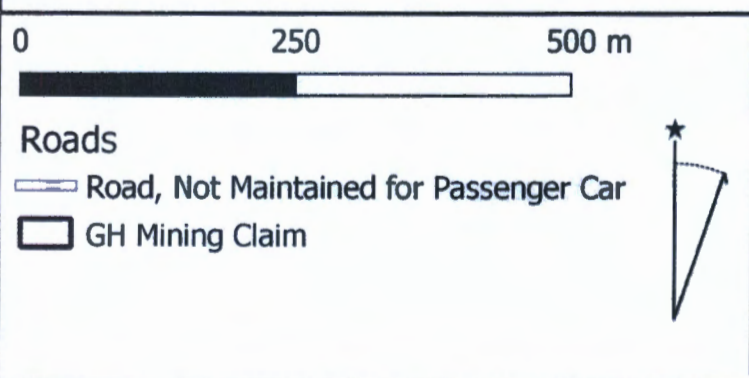 0 250 500 m
Roads
Road, Not Maintained for Passenger Car
GH Mining Claim